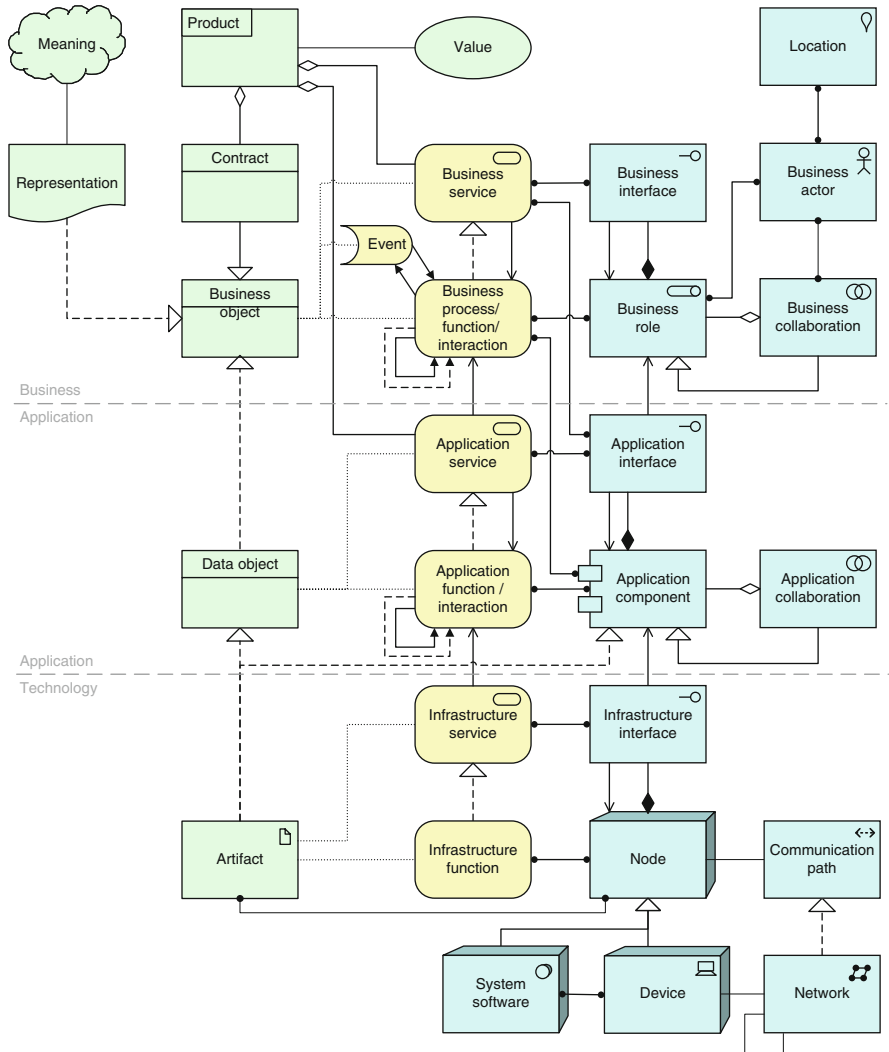 Product
Meaning
Value
Location
Representation
Contract
Business
service
Business
interface
Business
actor
Event
Business
object
Business
process/
function/
interaction
Business
role
Business
collaboration
Business
Application
Application
service
Application
interface
Data object
Application
function /
interaction
Application
component
Application
collaboration
Application
Technology
Infrastructure
service
Infrastructure
interface
Artifact
Infrastructure
function
Node
Communication
path
System
software
Device
Network